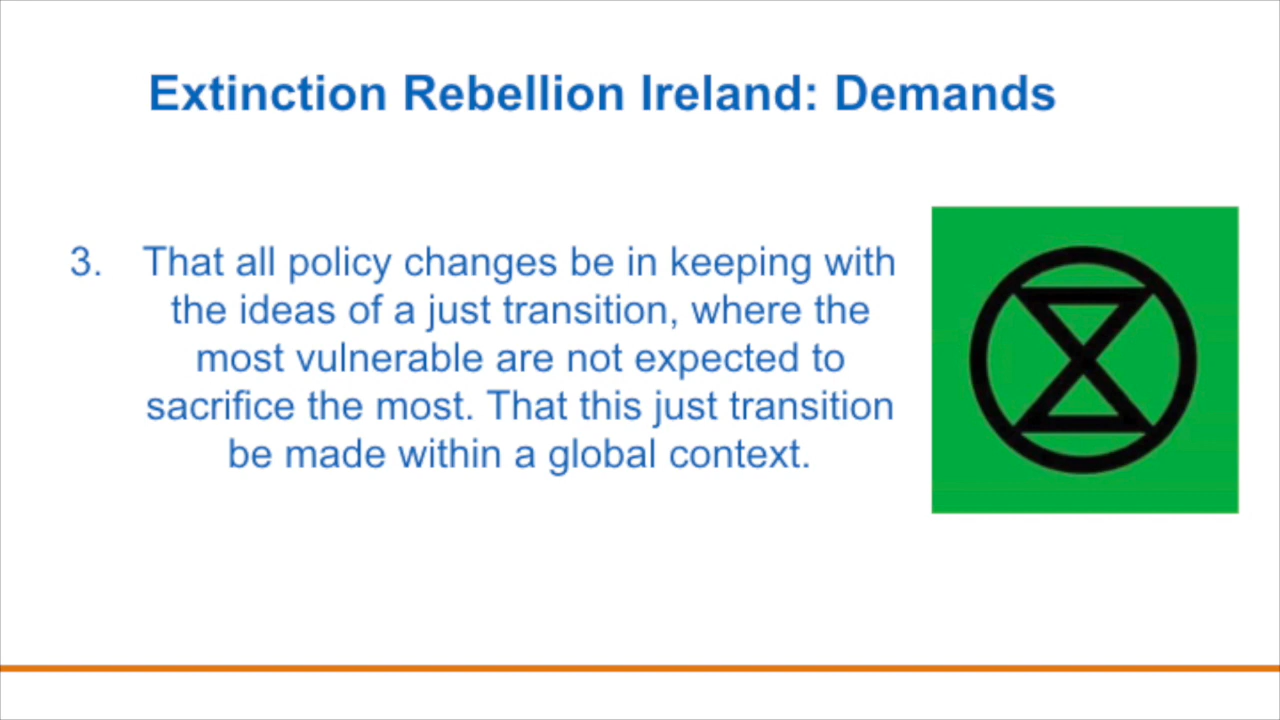 Extinction Rebellion Ireland: Demands
3. That all policy changes be in keeping with
the ideas of a just transition, where the
most vulnerable are not expected to
sacrifice the most. That this just transition
be made within a global context.